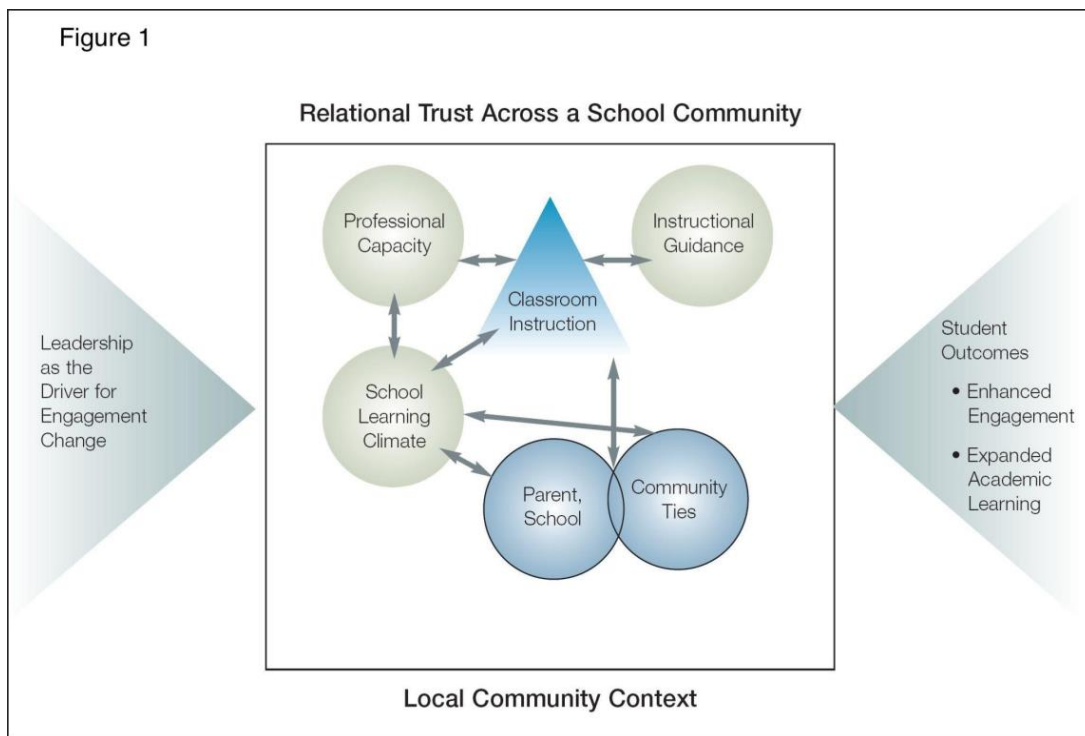 Figure 1
Relational Trust Across a School Community
Professional
Capacity
Instructional
Guidance
Classroom
Instruction
Leadership
as the
Driver for
Engagement
Change
School
Learning
Climate
Parent,
School
Community
Ties
Student
Outcomes
• Enhanced
Engagement
• Expanded
Academic
Learning
Local Community Context